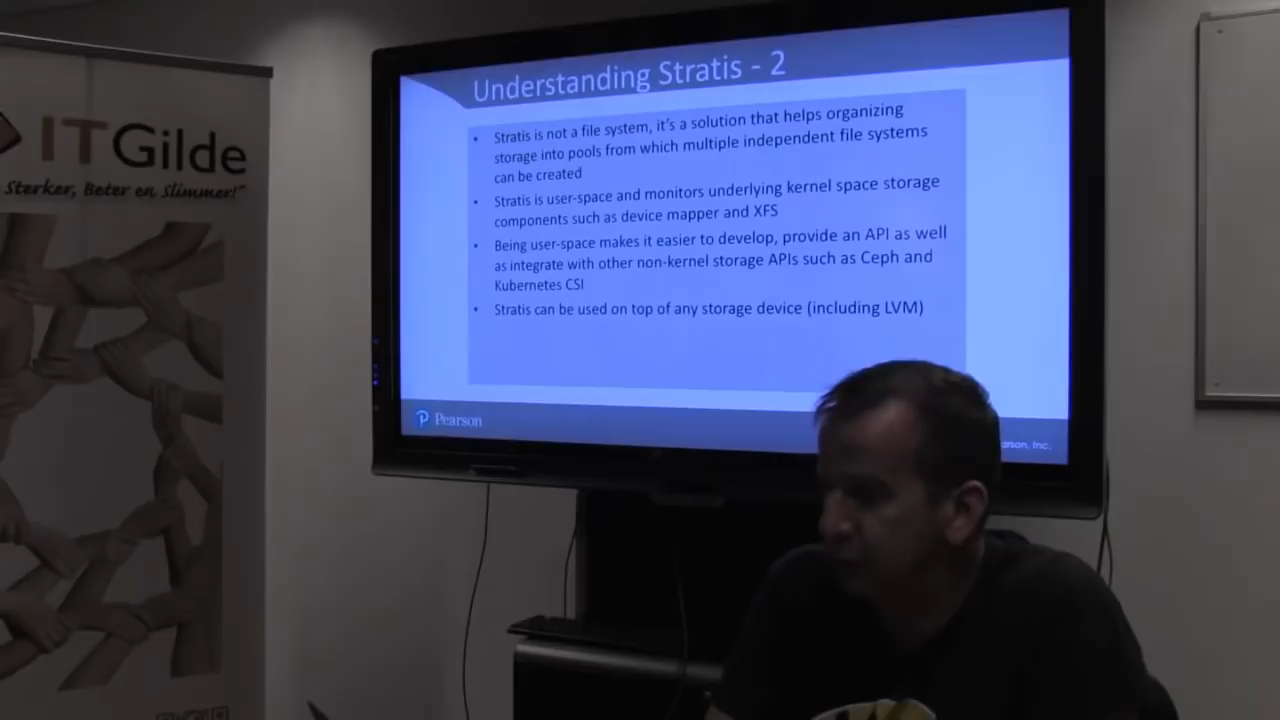 ITGilde
Sterker, Beter en Slimmer!"
Understanding Stratis - 2
• Stratis is not a file system, it's a solution that helps organizing
storage into pools from which multiple independent file systems
can be created
• Stratis is user-space and monitors underlying kernel space storage
components such as device mapper and XFS
• Being user-space makes it easier to develop, provide an API as well
as integrate with other non-kernel storage APIs such as Ceph and
Kubernetes CSI
• Stratis can be used on top of any storage device (including LVM)
Pearson
Inc.